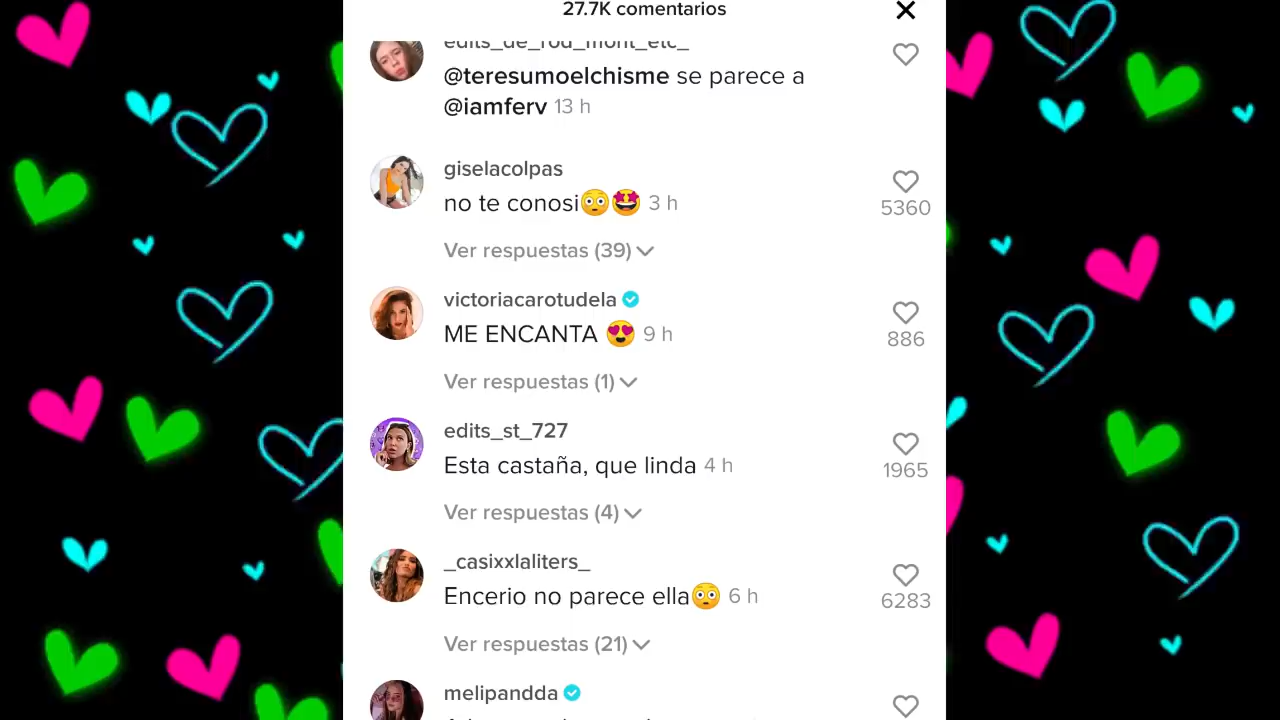 27.7K comentarios
edits_de_rod_mont_etc_
@teresumoelchisme se parece a
@iamferv 13 h
giselacolpas
no te conosi😳🤩 3 h
5360
Ver respuestas (39)
victoriacarotudela
ME ENCANTA 😍 9 h
886
Ver respuestas (1)
edits_st_727
Esta castaña, que linda 4 h
1965
Ver respuestas (4)
_casixxlaliters_
Encerio no parece ella😳 6 h
6283
Ver respuestas (21)
melipandda